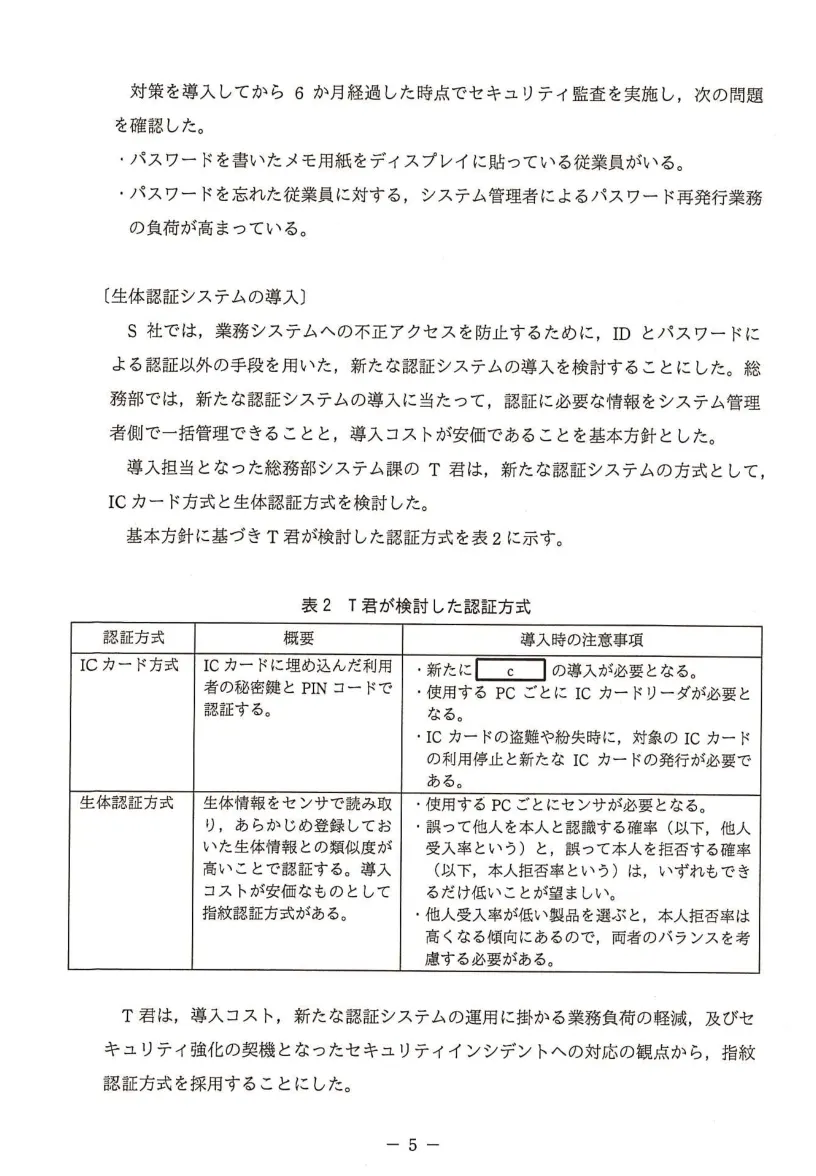 対策を導入してから 6 か月経過した時点でセキュリティ監査を実施し，次の問題
を確認した。
・パスワードを書いたメモ用紙をディスプレイに貼っている従業員がいる。
・パスワードを忘れた従業員に対する，システム管理者によるパスワード再発行業務
の負荷が高まっている。
〔生体認証システムの導入〕
S 社では，業務システムへの不正アクセスを防止するために，ID とパスワードに
よる認証以外の手段を用いた，新たな認証システムの導入を検討することにした。総
務部では，新たな認証システムの導入に当たって，認証に必要な情報をシステム管理
者側で一括管理できることと，導入コストが安価であることを基本方針とした。
導入担当となった総務部システム課の T 君は，新たな認証システムの方式として，
IC カード方式と生体認証方式を検討した。
基本方針に基づき T 君が検討した認証方式を表 2 に示す。
表 2　T 君が検討した認証方式
認証方式
概要
導入時の注意事項
IC カード方式
IC カードに埋め込んだ利用
者の秘密鍵と PIN コードで
認証する。
・新たに c の導入が必要となる。
・使用する PC ごとに IC カードリーダが必要と
なる。
・IC カードの盗難や紛失時に，対象の IC カード
の利用停止と新たな IC カードの発行が必要で
ある。
生体認証方式
生体情報をセンサで読み取
り，あらかじめ登録してお
いた生体情報との類似度が
高いことで認証する。導入
コストが安価なものとして
指紋認証方式がある。
・使用する PC ごとにセンサが必要となる。
・誤って他人を本人と認識する確率（以下，他人
受入率という）と，誤って本人を拒否する確率
（以下，本人拒否率という）は，いずれもでき
るだけ低いことが望ましい。
・他人受入率が低い製品を選ぶと，本人拒否率は
高くなる傾向にあるので，両者のバランスを考
慮する必要がある。
T 君は，導入コスト，新たな認証システムの運用に掛かる業務負荷の軽減，及びセ
キュリティ強化の契機となったセキュリティインシデントへの対応の観点から，指紋
認証方式を採用することにした。
－ 5 －